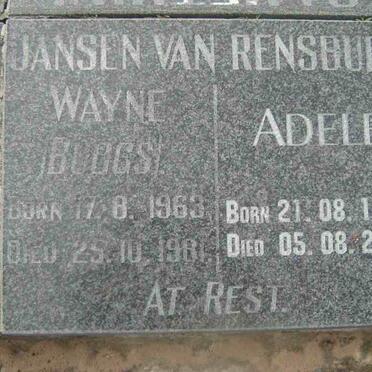 JANSEN VAN RENSBU
WAYNE
ADELE
BORN 17. 8. 1963
BORN 21. 08. 1
DIED 25. 10. 1981.
DIED 05. 08. 2
AT REST.